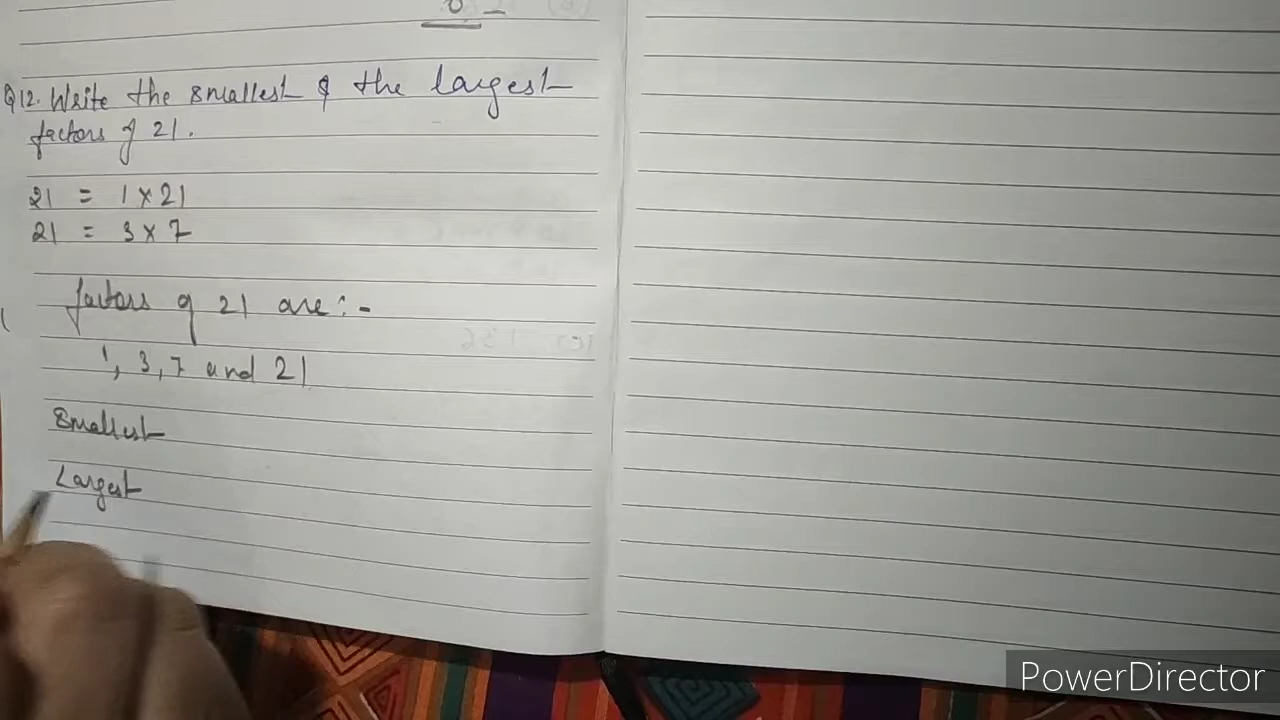 Q12. Write the smallest & the largest
factors of 21.
21 = 1 x 21
21 = 3 x 7
factors of 21 are :-
1, 3, 7 and 21
Smallest
Largest
PowerDirector